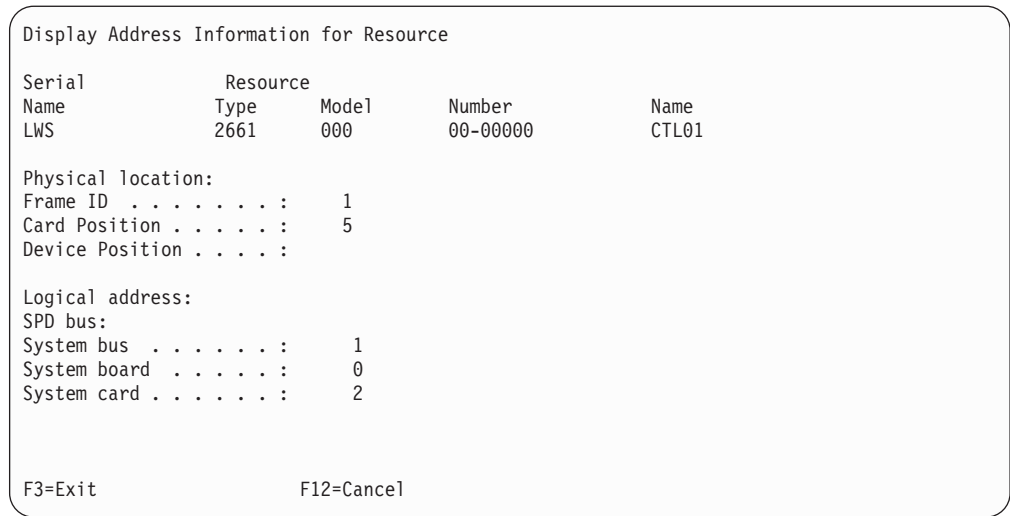 Display Address Information for Resource
Serial Resource
Name Type Model Number Name
LWS 2661 000 00-00000 CTL01
Physical location:
Frame ID . . . . . . . : 1
Card Position . . . . . : 5
Device Position . . . . :
Logical address:
SPD bus:
System bus . . . . . . : 1
System board . . . . . : 0
System card . . . . . . : 2
F3=Exit F12=Cancel